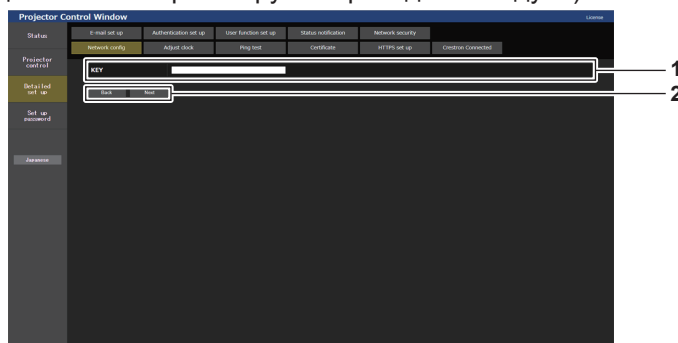 Projector Control Window
License
Status
E-mail set up
Authentication set up
User function set up
Status notification
Network security
Network config
Adjust clock
Ping test
Certificate
HTTPS set up
Crestron Connected
Projector
control
KEY
1
Detailed
set up
Back
Next
2
Set up
password
Japanese